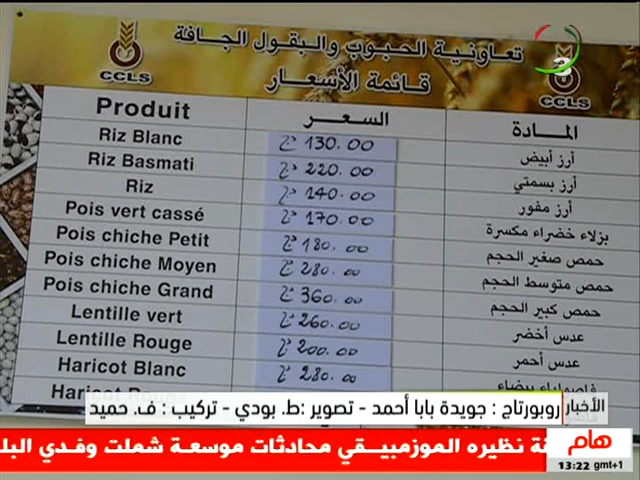 تعاونية الحبوب والبقول الجافة
قائمة الأسعار
CCLS
CCLS
Produit السعر المادة
Riz Blanc 130.00 دج أرز أبيض
Riz Basmati 220.00 دج أرز بسمتي
Riz 140.00 دج أرز مفور
Pois vert cassé 170.00 دج بزلاء خضراء مكسرة
Pois chiche Petit 180.00 دج حمص صغير الحجم
Pois chiche Moyen 280.00 دج حمص متوسط الحجم
Pois chiche Grand 360.00 دج حمص كبير الحجم
Lentille vert 260.00 دج عدس أخضر
Lentille Rouge 200.00 دج عدس أحمر
Haricot Blanc 280.00 دج فاصولياء بيضاء
Haricot Rouge
الأخبار روبورتاج : جويدة بابا أحمد - تصوير :ط. بودي - تركيب : ف. حميد
هام ـة نظيره الموزمبيقي محادثات موسعة شملت وفدي البلـ
13:22 gmt+1